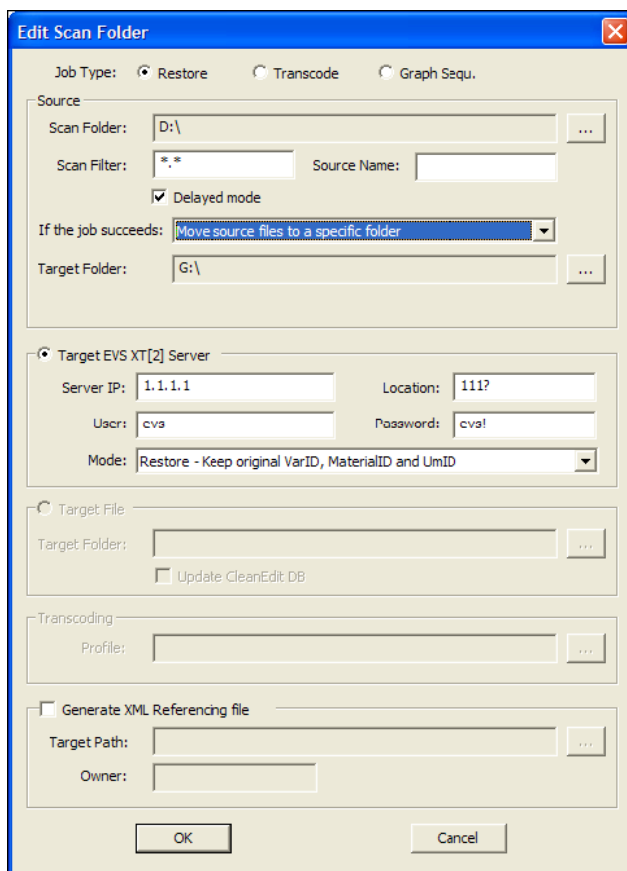 Edit Scan Folder
Job Type: Restore Transcode Graph Sequ.
Source
Scan Folder: D:\ ...
Scan Filter: *.* Source Name:
Delayed mode
If the job succeeds: Move source files to a specific folder
Target Folder: G:\ ...
Target EVS XT[2] Server
Server IP: 1.1.1.1 Location: 111?
User: evs Password: evs!
Mode: Restore - Keep original VarID, MaterialID and UmID
Target File
Target Folder: ...
Update CleanEdit DB
Transcoding
Profile: ...
Generate XML Referencing file
Target Path: ...
Owner:
OK Cancel